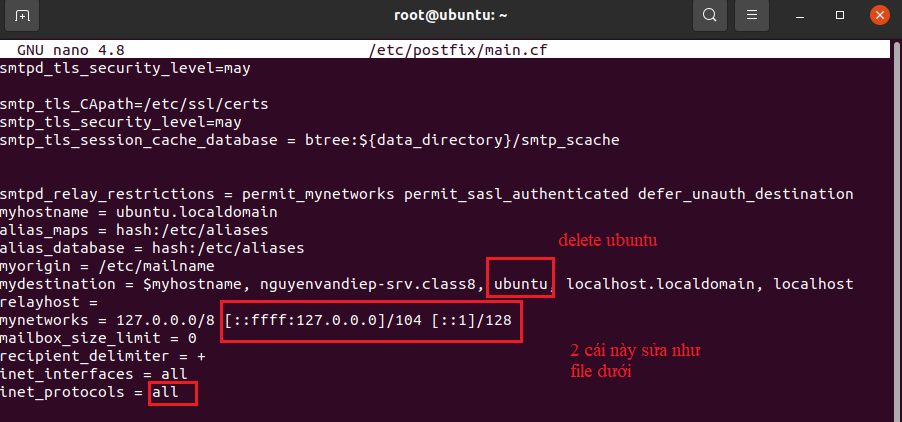 root@ubuntu: ~
GNU nano 4.8 /etc/postfix/main.cf
smtpd_tls_security_level=may
smtp_tls_CApath=/etc/ssl/certs
smtp_tls_security_level=may
smtp_tls_session_cache_database = btree:${data_directory}/smtp_scache
smtpd_relay_restrictions = permit_mynetworks permit_sasl_authenticated defer_unauth_destination
myhostname = ubuntu.localdomain
alias_maps = hash:/etc/aliases
alias_database = hash:/etc/aliases
delete ubuntu
myorigin = /etc/mailname
mydestination = $myhostname, nguyenvandiep-srv.class8, ubuntu, localhost.localdomain, localhost
relayhost =
mynetworks = 127.0.0.0/8 [::ffff:127.0.0.0]/104 [::1]/128
mailbox_size_limit = 0
2 cái này sửa như
recipient_delimiter = +
file dưới
inet_interfaces = all
inet_protocols = all